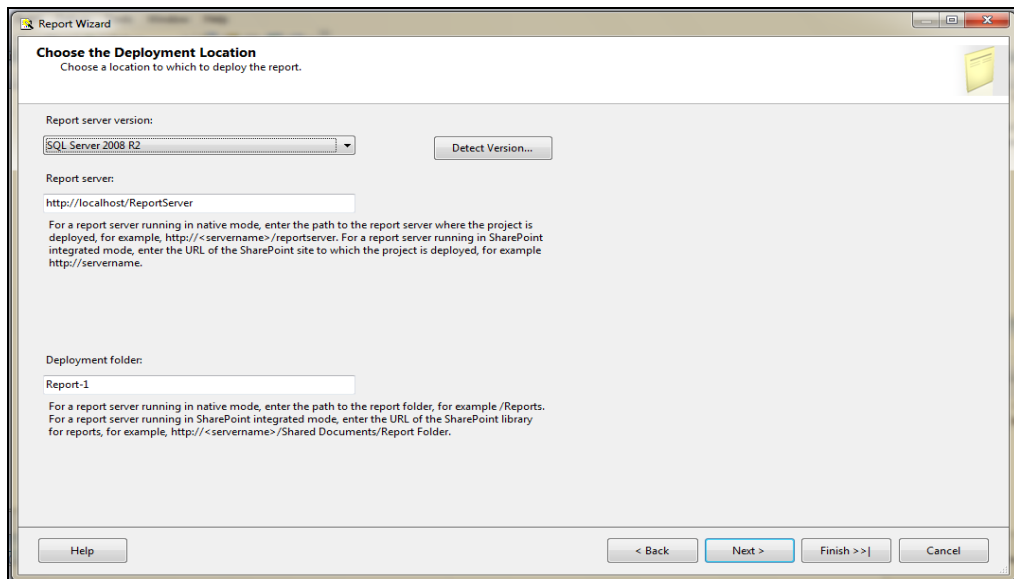 Report Wizard
Choose the Deployment Location
Choose a location to which to deploy the report.
Report server version:
SQL Server 2008 R2
Detect Version...
Report server:
http://localhost/ReportServer
For a report server running in native mode, enter the path to the report server where the project is
deployed, for example, http://<servername>/reportserver. For a report server running in SharePoint
integrated mode, enter the URL of the SharePoint site to which the project is deployed, for example
http://servername.
Deployment folder:
Report-1
For a report server running in native mode, enter the path to the report folder, for example /Reports.
For a report server running in SharePoint integrated mode, enter the URL of the SharePoint library
for reports, for example, http://<servername>/Shared Documents/Report Folder.
Help
< Back
Next >
Finish >>|
Cancel